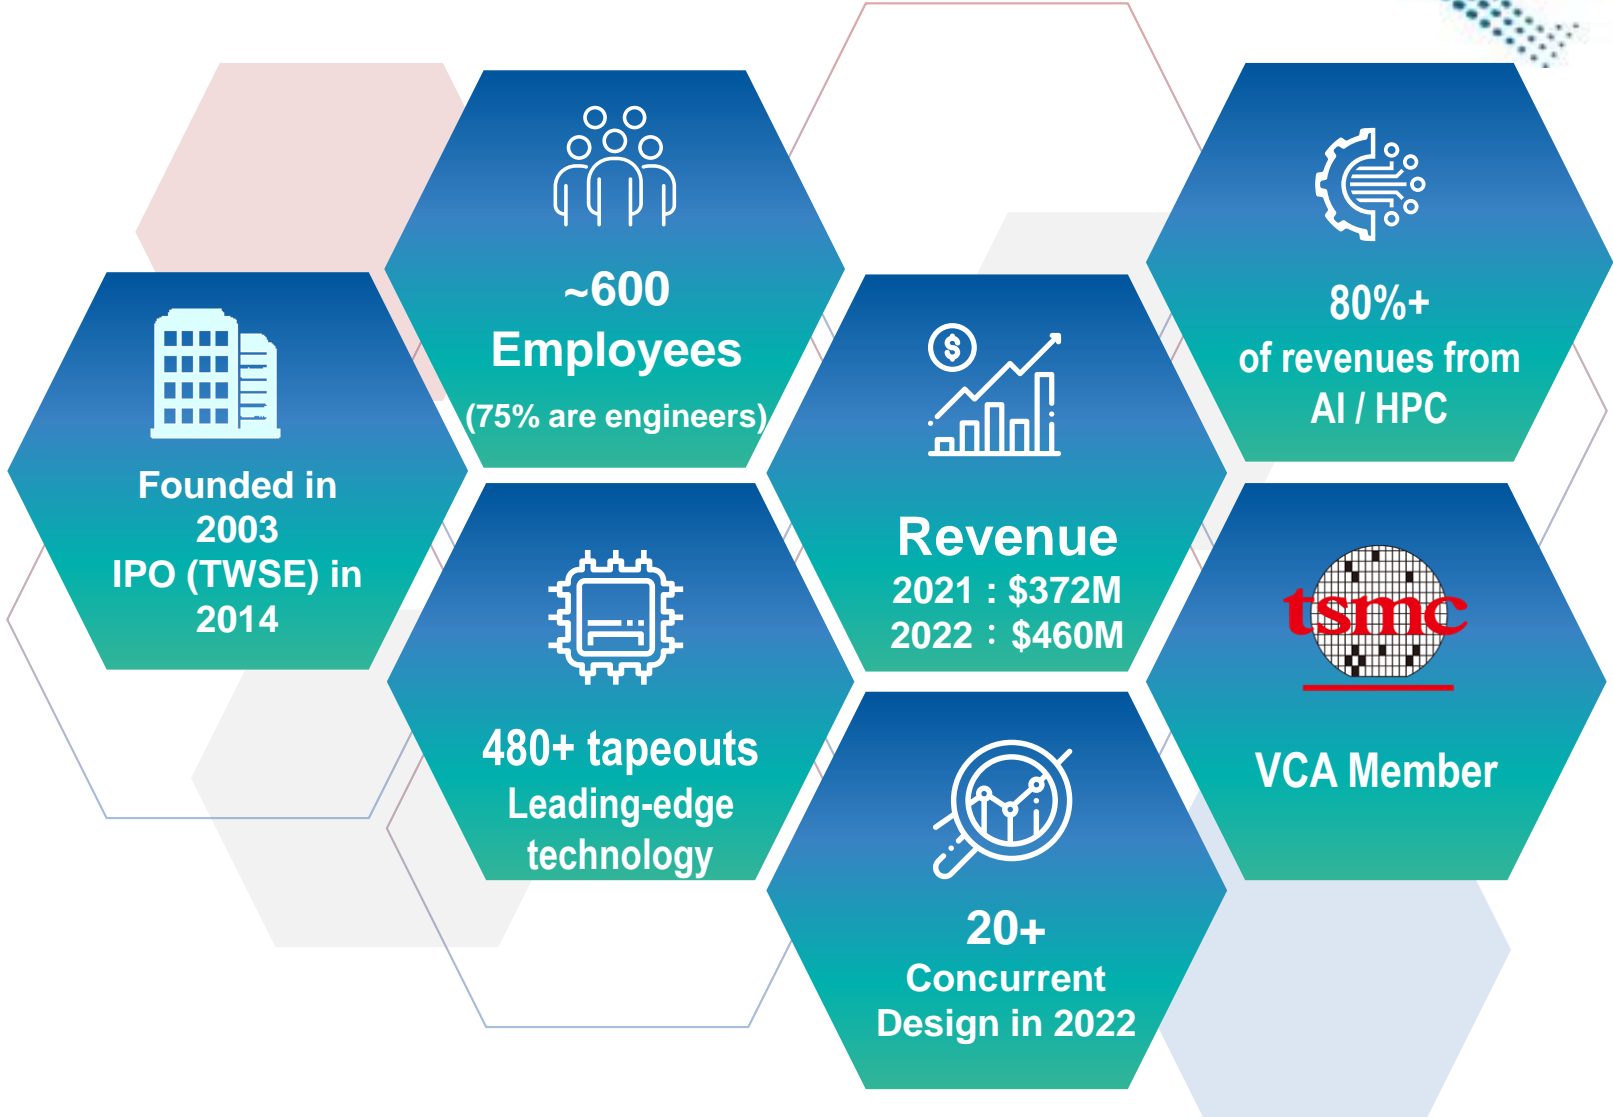 ~600
Employees
(75% are engineers)
80%+
of revenues from
AI / HPC
Founded in
2003
IPO (TWSE) in
2014
$
Revenue
2021 : $372M
2022 : $460M
480+ tapeouts
Leading-edge
technology
tsmc
VCA Member
20+
Concurrent
Design in 2022